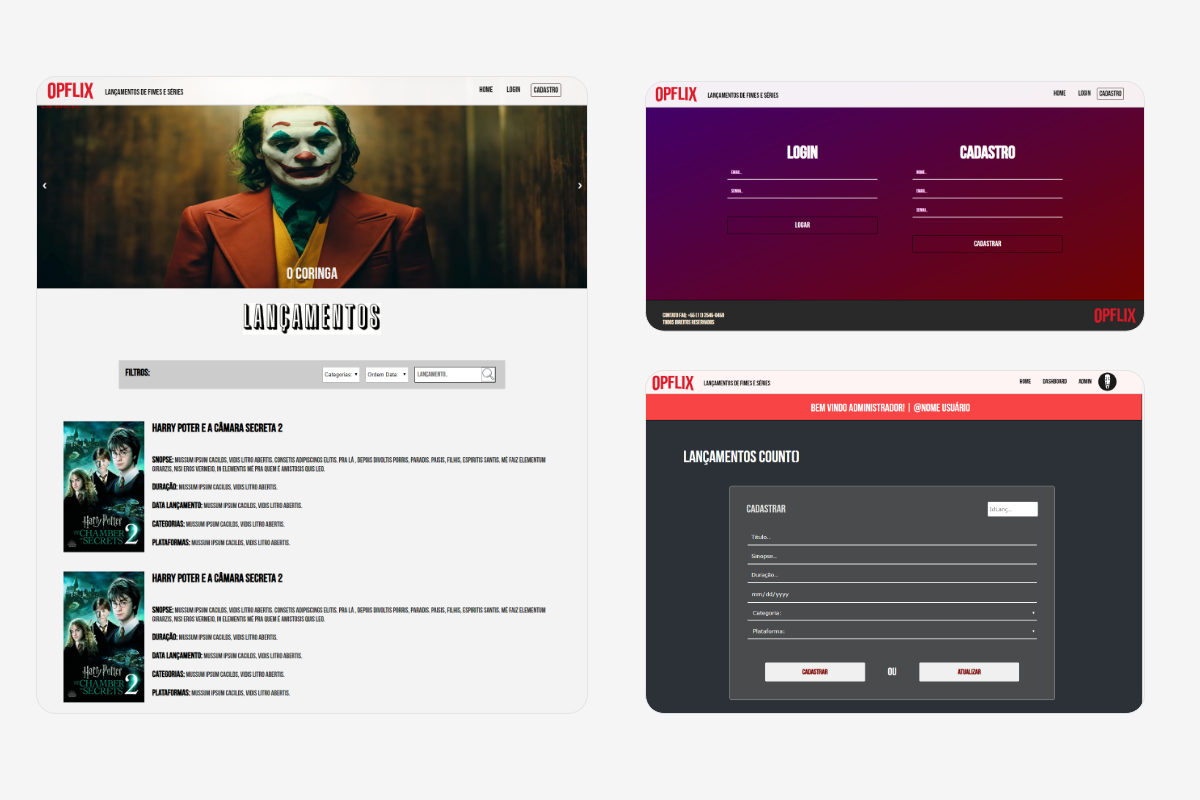 OPFLIX LANÇAMENTOS DE FIMES E SÉRIES HOME LOGIN CADASTRO
O CORINGA
LANÇAMENTOS
FILTROS: Categorias: Ordem Data: LANÇAMENTO..
HARRY POTER E A CÂMARA SECRETA 2
SINOPSE: MUSSUM IPSUM CACILDS, VIDIS LITRO ABERTIS. CONSETIS ADIPISCINGS ELITIS. PRA LÁ , DEPOIS DIVOLTIS PORRIS, PARADIS. PAISIS, FILHIS, ESPIRITIS SANTIS. MÉ FAIZ ELEMENTUM
GIRARZIS, NISI EROS VERMEIO. IN ELEMENTIS MÉ PRA QUEM É AMISTOSIS QUIS LEO.
DURAÇÃO: MUSSUM IPSUM CACILDS, VIDIS LITRO ABERTIS.
DATA LANÇAMENTO: MUSSUM IPSUM CACILDS, VIDIS LITRO ABERTIS.
CATEGORIAS: MUSSUM IPSUM CACILDS, VIDIS LITRO ABERTIS.
PLATAFORMAS: MUSSUM IPSUM CACILDS, VIDIS LITRO ABERTIS.
Harry Potter
CHAMBER
SECRETS 2
HARRY POTER E A CÂMARA SECRETA 2
SINOPSE: MUSSUM IPSUM CACILDS, VIDIS LITRO ABERTIS. CONSETIS ADIPISCINGS ELITIS. PRA LÁ , DEPOIS DIVOLTIS PORRIS, PARADIS. PAISIS, FILHIS, ESPIRITIS SANTIS. MÉ FAIZ ELEMENTUM
GIRARZIS, NISI EROS VERMEIO. IN ELEMENTIS MÉ PRA QUEM É AMISTOSIS QUIS LEO.
DURAÇÃO: MUSSUM IPSUM CACILDS, VIDIS LITRO ABERTIS.
DATA LANÇAMENTO: MUSSUM IPSUM CACILDS, VIDIS LITRO ABERTIS.
CATEGORIAS: MUSSUM IPSUM CACILDS, VIDIS LITRO ABERTIS.
PLATAFORMAS: MUSSUM IPSUM CACILDS, VIDIS LITRO ABERTIS.
Harry Potter
CHAMBER
SECRETS 2
OPFLIX LANÇAMENTOS DE FIMES E SÉRIES HOME LOGIN CADASTRO
LOGIN
EMAIL..
SENHA..
LOGAR
CADASTRO
NOME..
EMAIL..
SENHA..
CADASTRAR
CONTATO FIAU: +55 (11) 2545-0459
TODOS DIREITOS RESERVADOS
OPFLIX
OPFLIX LANÇAMENTOS DE FIMES E SÉRIES HOME DASHBOARD ADMIN
BEM VINDO ADMINISTRADOR! | @NOME USUÁRIO
LANÇAMENTOS COUNT()
CADASTRAR IdLanç...
Título..
Sinopse...
Duração...
mm/dd/yyyy
Categoria:
Plataforma:
CADASTRAR OU ATUALIZAR